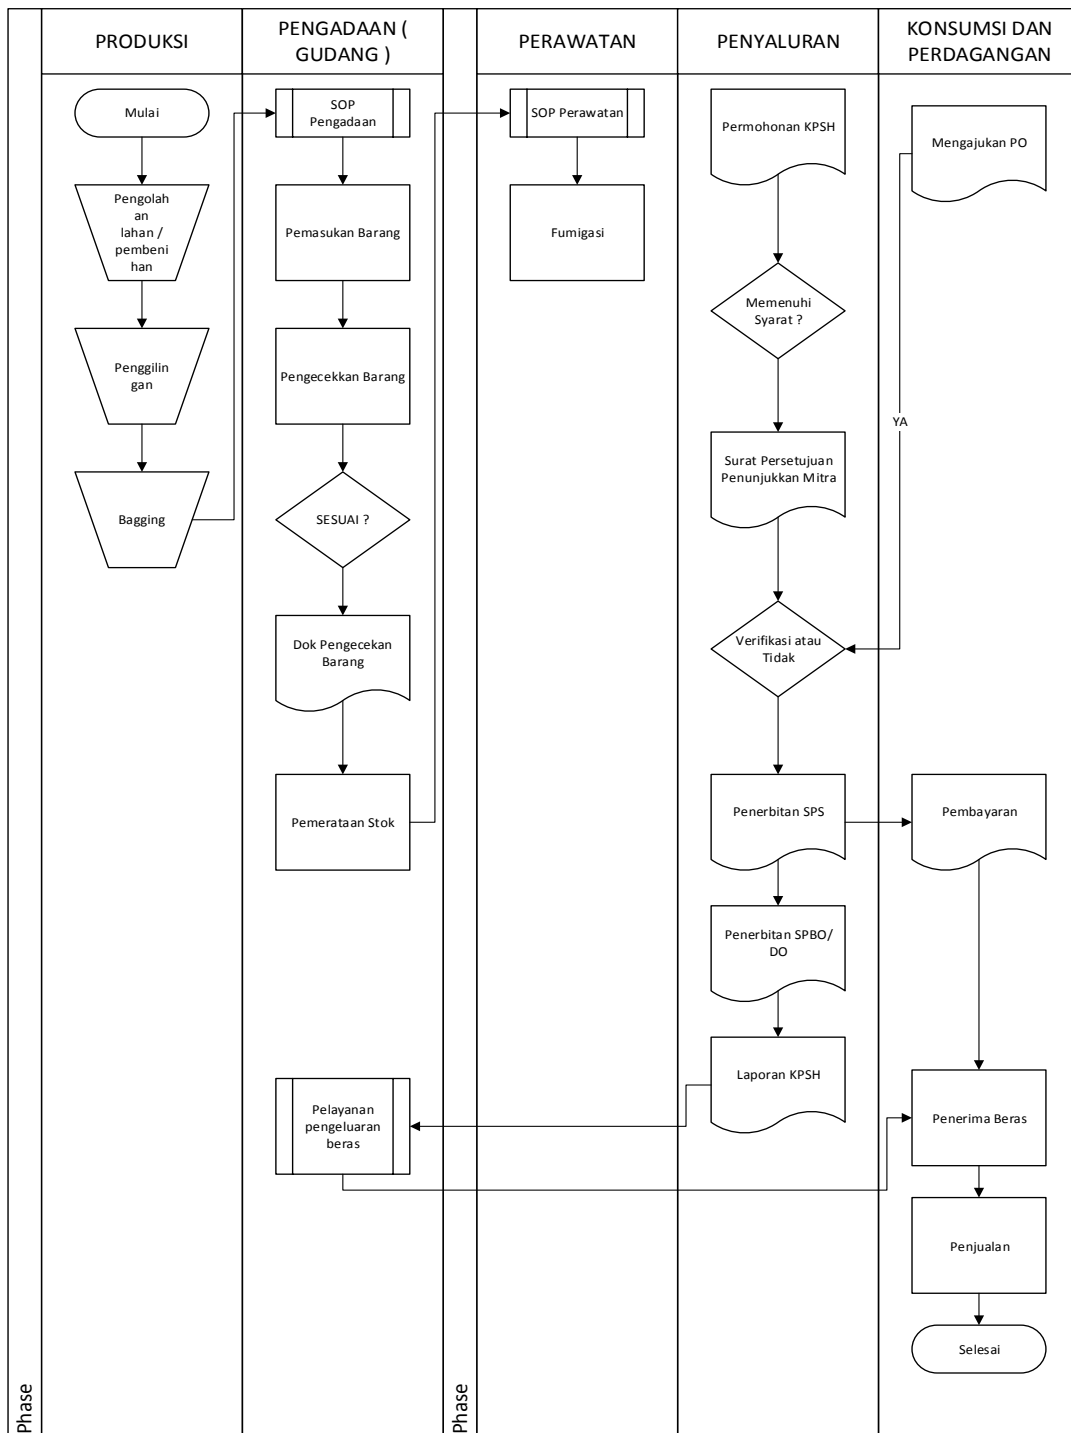 PRODUKSI
PENGADAAN (
GUDANG )
PERAWATAN
PENYALURAN
KONSUMSI DAN
PERDAGANGAN
Mulai
Pengolah
an
lahan /
pembeni
han
Penggilin
gan
Bagging
SOP
Pengadaan
Pemasukan Barang
Pengecekkan Barang
SESUAI ?
Dok Pengecekan
Barang
Pemerataan Stok
Pelayanan
pengeluaran
beras
SOP Perawatan
Fumigasi
Permohonan KPSH
Memenuhi
Syarat ?
Surat Persetujuan
Penunjukkan Mitra
Verifikasi atau
Tidak
Penerbitan SPS
Penerbitan SPBO/
DO
Laporan KPSH
Mengajukan PO
YA
Pembayaran
Penerima Beras
Penjualan
Selesai
Phase
Phase